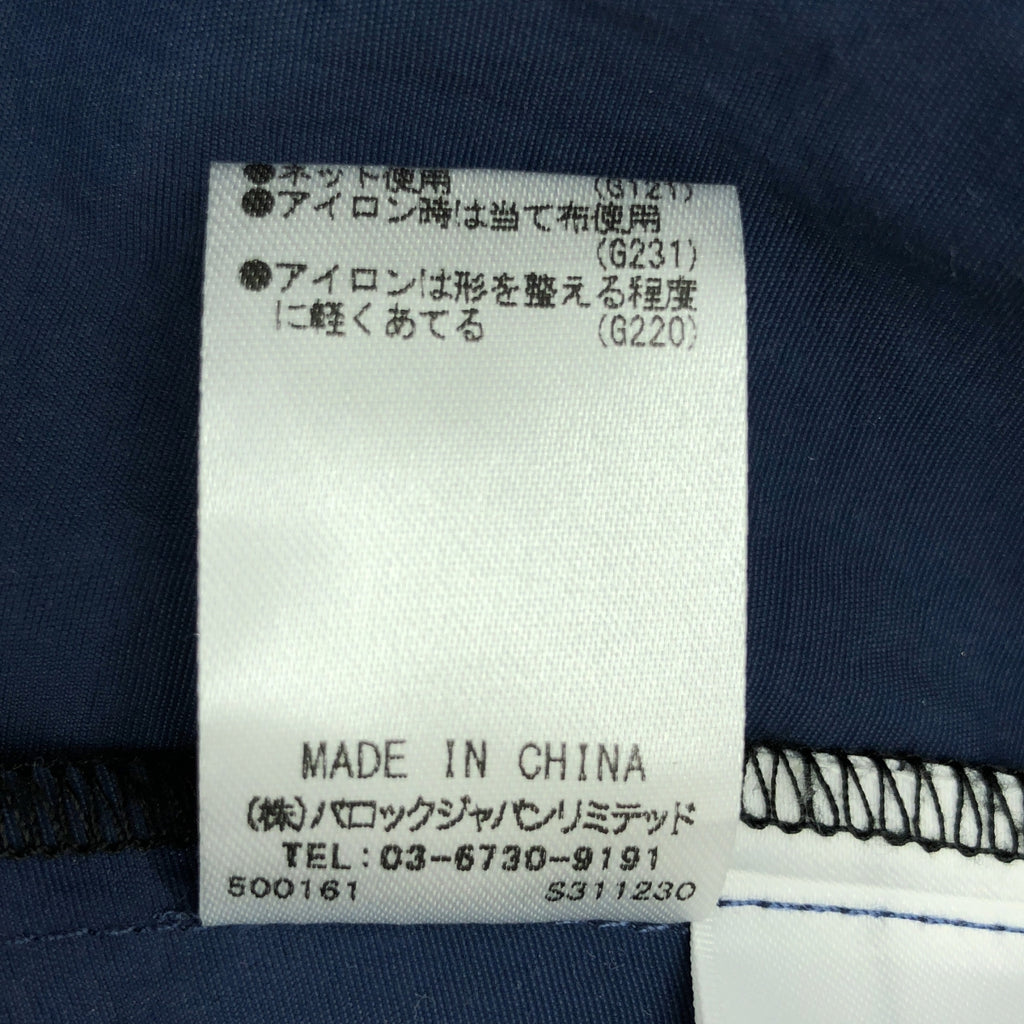 ●ネット使用 (G121)
●アイロン時は当て布使用
(G231)
●アイロンは形を整える程度
に軽くあてる (G220)
MADE IN CHINA
(株)バロックジャパンリミテッド
TEL:03-6730-9191
500161 S311230